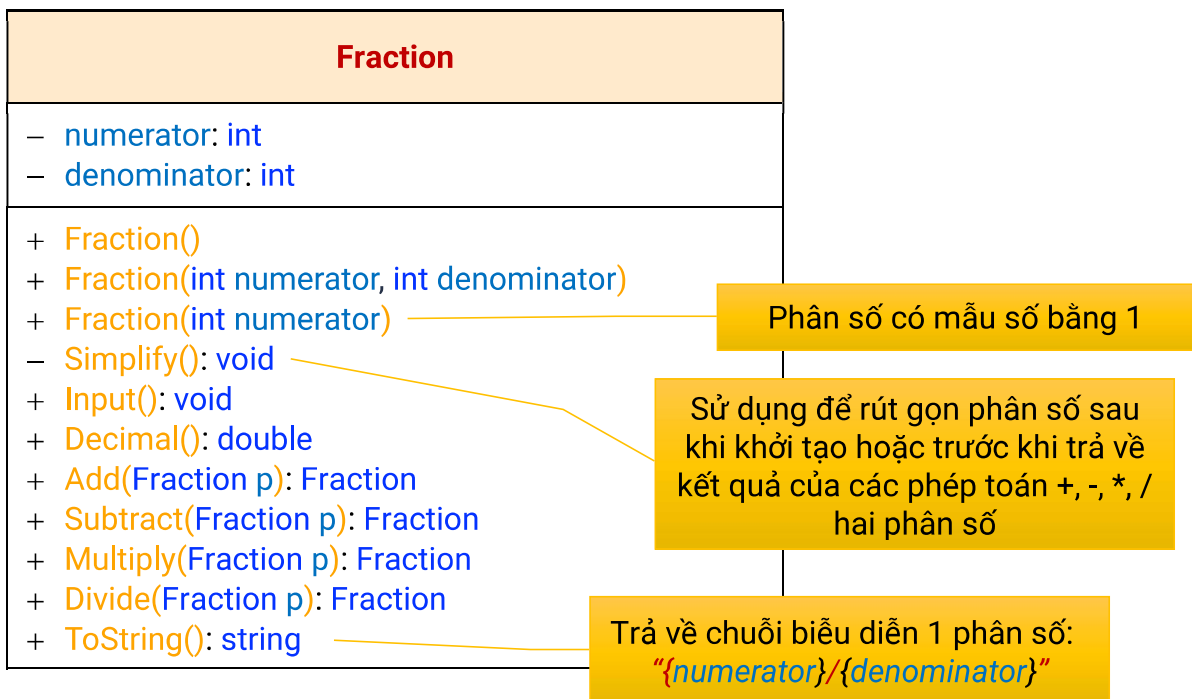 Fraction
− numerator: int
− denominator: int
+ Fraction()
+ Fraction(int numerator, int denominator)
+ Fraction(int numerator)
− Simplify(): void
+ Input(): void
+ Decimal(): double
+ Add(Fraction p): Fraction
+ Subtract(Fraction p): Fraction
+ Multiply(Fraction p): Fraction
+ Divide(Fraction p): Fraction
+ ToString(): string
Phân số có mẫu số bằng 1
Sử dụng để rút gọn phân số sau
khi khởi tạo hoặc trước khi trả về
kết quả của các phép toán +, -, *, /
hai phân số
Trả về chuỗi biễu diễn 1 phân số:
“{numerator}/{denominator}”